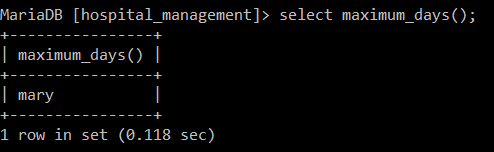 MariaDB [hospital_management]> select maximum_days();
+----------------+
| maximum_days() |
+----------------+
| mary           |
+----------------+
1 row in set (0.118 sec)